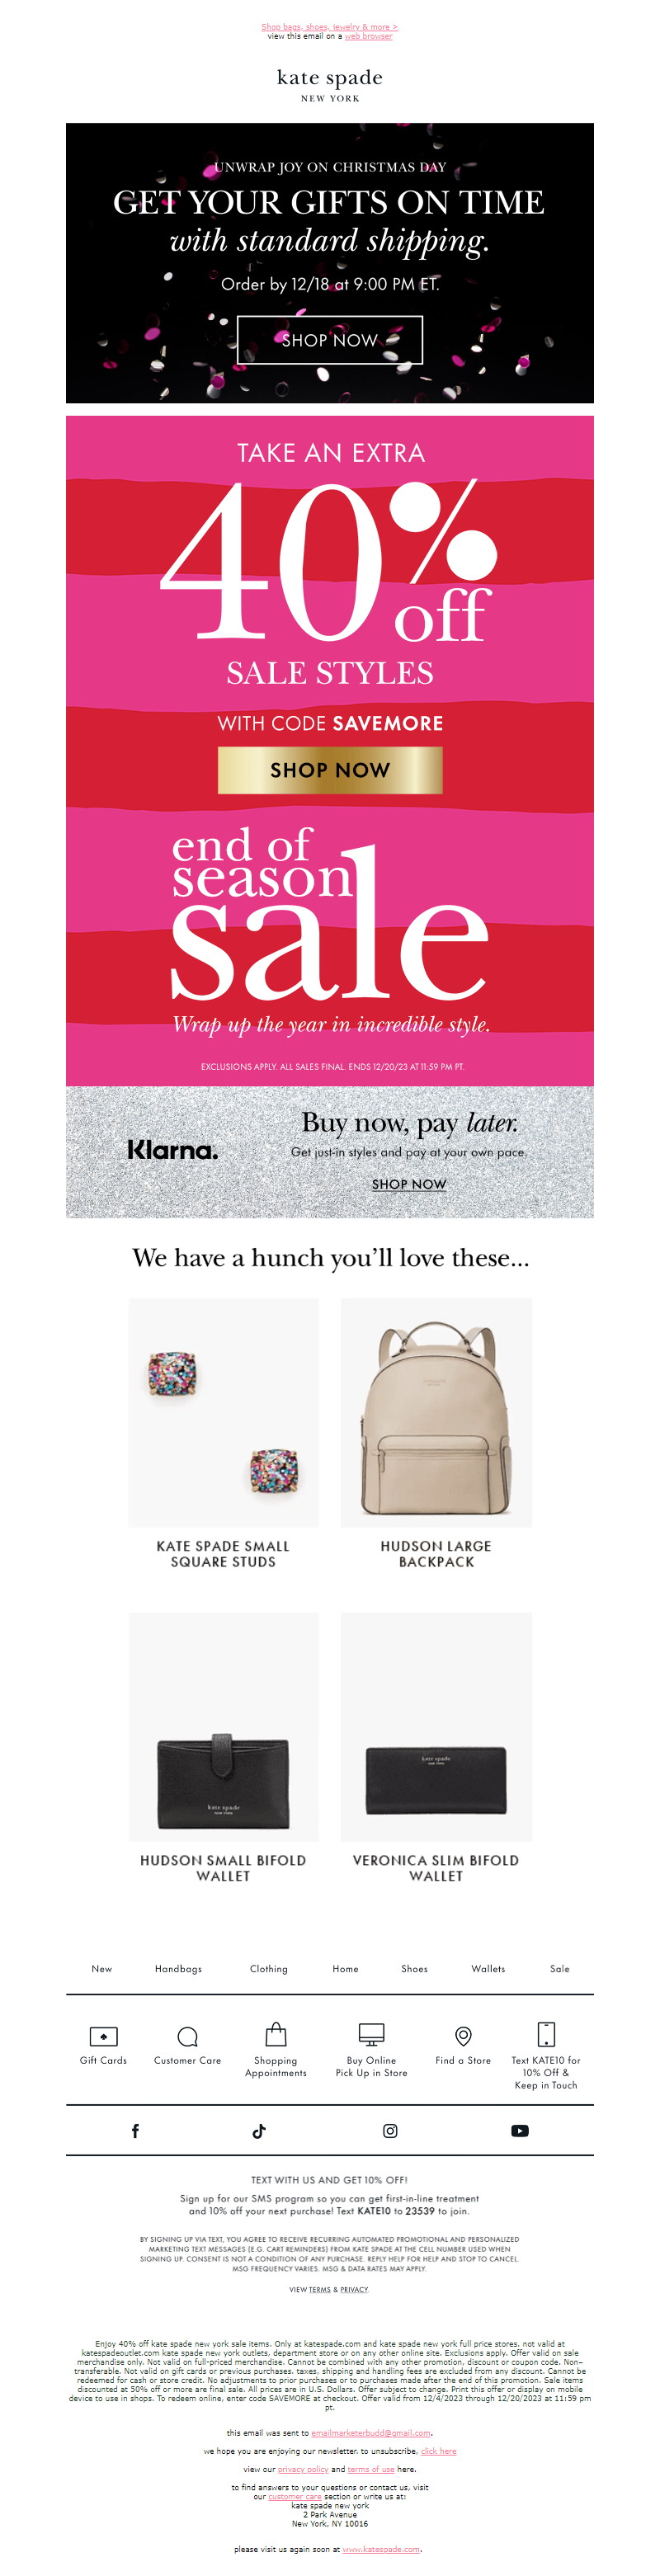 Shop bags, shoes, jewelry & more >
view this email on a web browser
kate spade
NEW YORK
UNWRAP JOY ON CHRISTMAS DAY
GET YOUR GIFTS ON TIME
with standard shipping.
Order by 12/18 at 9:00 PM ET.
SHOP NOW
TAKE AN EXTRA
40%
off
SALE STYLES
WITH CODE SAVEMORE
SHOP NOW
end of
season
sale
Wrap up the year in incredible style.
EXCLUSIONS APPLY. ALL SALES FINAL. ENDS 12/20/23 AT 11:59 PM PT.
Klarna.
Buy now, pay later.
Get just-in styles and pay at your own pace.
SHOP NOW
We have a hunch you'll love these...
KATE SPADE SMALL
SQUARE STUDS
HUDSON LARGE
BACKPACK
kate spade
NEW YORK
kate spade
NEW YORK
HUDSON SMALL BIFOLD
WALLET
VERONICA SLIM BIFOLD
WALLET
New Handbags Clothing Home Shoes Wallets Sale
Gift Cards
Customer Care
Shopping
Appointments
Buy Online
Pick Up in Store
Find a Store
Text KATE10 for
10% Off &
Keep in Touch
TEXT WITH US AND GET 10% OFF!
Sign up for our SMS program so you can get first-in-line treatment
and 10% off your next purchase! Text KATE10 to 23539 to join.
BY SIGNING UP VIA TEXT, YOU AGREE TO RECEIVE RECURRING AUTOMATED PROMOTIONAL AND PERSONALIZED
MARKETING TEXT MESSAGES (E.G. CART REMINDERS) FROM KATE SPADE AT THE CELL NUMBER USED WHEN
SIGNING UP. CONSENT IS NOT A CONDITION OF ANY PURCHASE. REPLY HELP FOR HELP AND STOP TO CANCEL.
MSG FREQUENCY VARIES. MSG & DATA RATES MAY APPLY.
VIEW TERMS & PRIVACY.
Enjoy 40% off kate spade new york sale items. Only at katespade.com and kate spade new york full price stores. not valid at
katespadeoutlet.com kate spade new york outlets, department store or on any other online site. Exclusions apply. Offer valid on sale
merchandise only. Not valid on full-priced merchandise. Cannot be combined with any other promotion, discount or coupon code. Non-
transferable. Not valid on gift cards or previous purchases. taxes, shipping and handling fees are excluded from any discount. Cannot be
redeemed for cash or store credit. No adjustments to prior purchases or to purchases made after the end of this promotion. Sale items
discounted at 50% off or more are final sale. All prices are in U.S. Dollars. Offer subject to change. Print this offer or display on mobile
device to use in shops. To redeem online, enter code SAVEMORE at checkout. Offer valid from 12/4/2023 through 12/20/2023 at 11:59 pm
pt.
this email was sent to emailmarketerbudd@gmail.com.
we hope you are enjoying our newsletter. to unsubscribe, click here
view our privacy policy and terms of use here.
to find answers to your questions or contact us, visit
our customer care section or write us at:
kate spade new york
2 Park Avenue
New York, NY 10016
please visit us again soon at www.katespade.com.